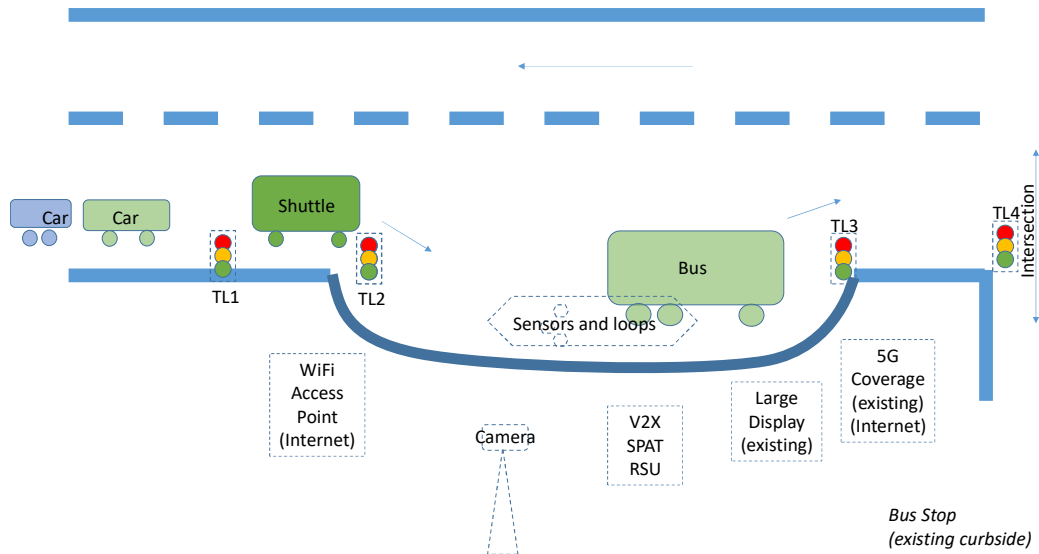 Car
Car
Shuttle
TL1
TL2
Bus
TL3
TL4
Intersection
Sensors and loops
WiFi
Access
Point
(Internet)
Camera
V2X
SPAT
RSU
Large
Display
(existing)
5G
Coverage
(existing)
(Internet)
Bus Stop
(existing curbside)